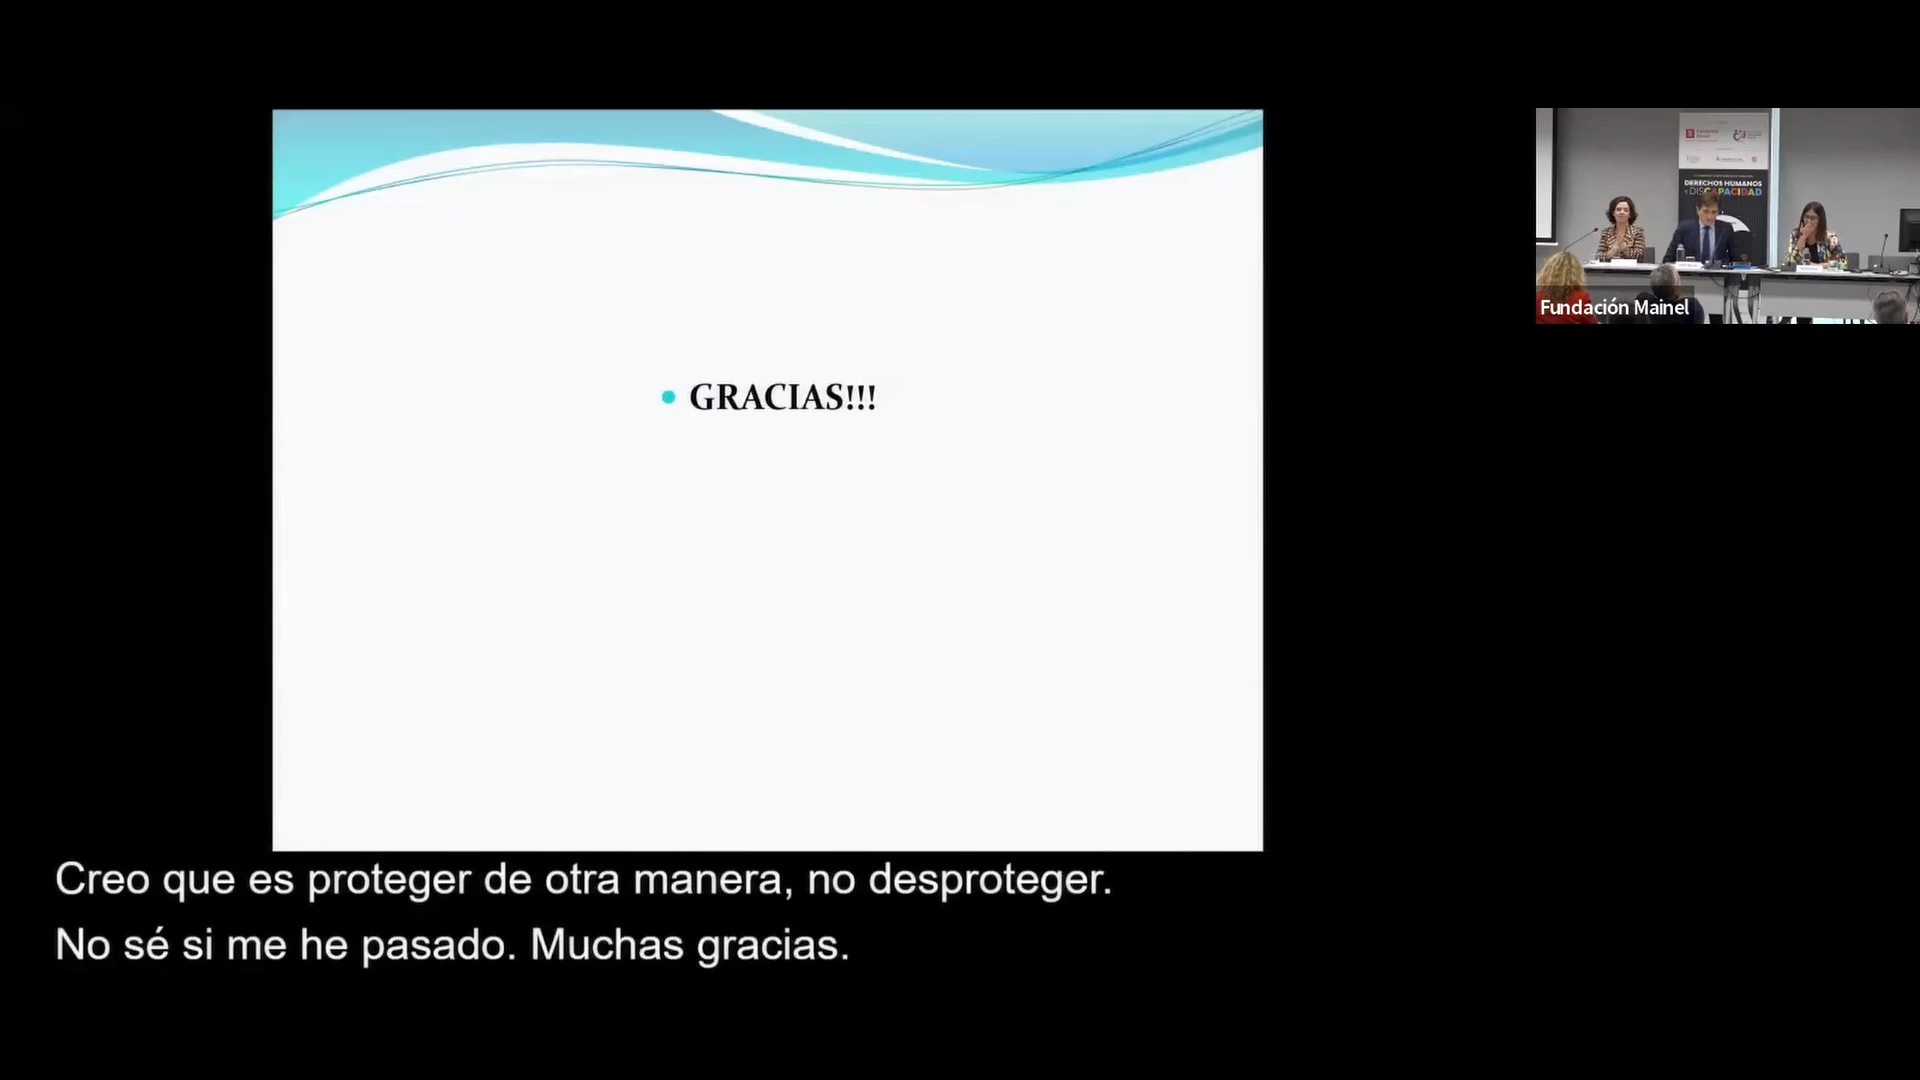 GRACIAS!!!
DERECHOS HUMANOS
Y DISCAPACIDAD
Fundación Mainel
Creo que es proteger de otra manera, no desproteger.
No sé si me he pasado. Muchas gracias.